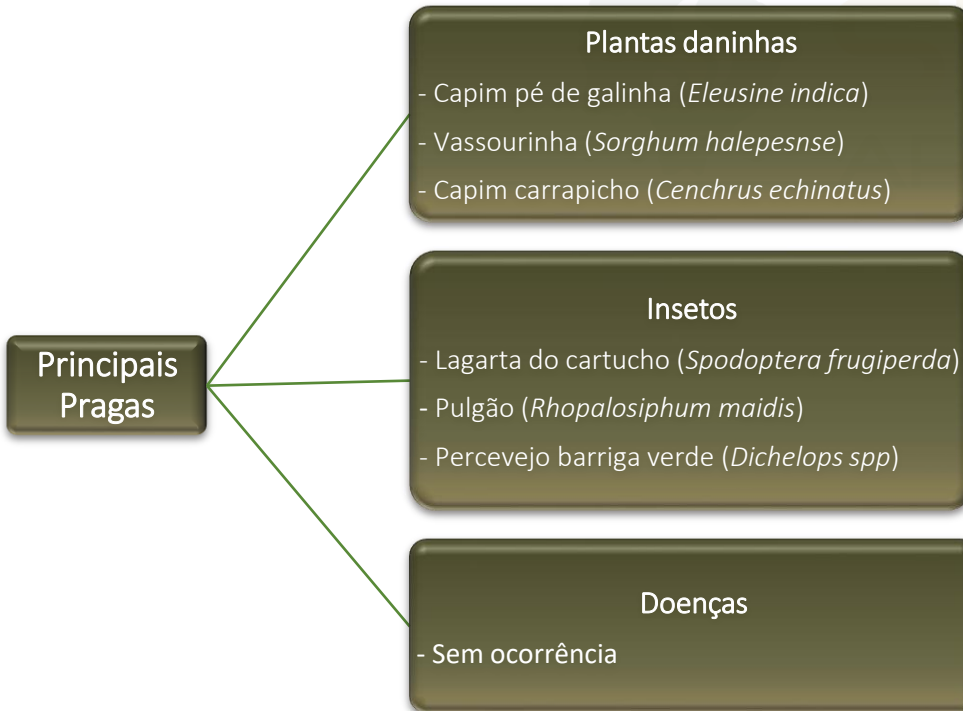 Principais
Pragas
Plantas daninhas
- Capim pé de galinha (Eleusine indica)
- Vassourinha (Sorghum halepesnse)
- Capim carrapicho (Cenchrus echinatus)
Insetos
- Lagarta do cartucho (Spodoptera frugiperda)
- Pulgão (Rhopalosiphum maidis)
- Percevejo barriga verde (Dichelops spp)
Doenças
- Sem ocorrência